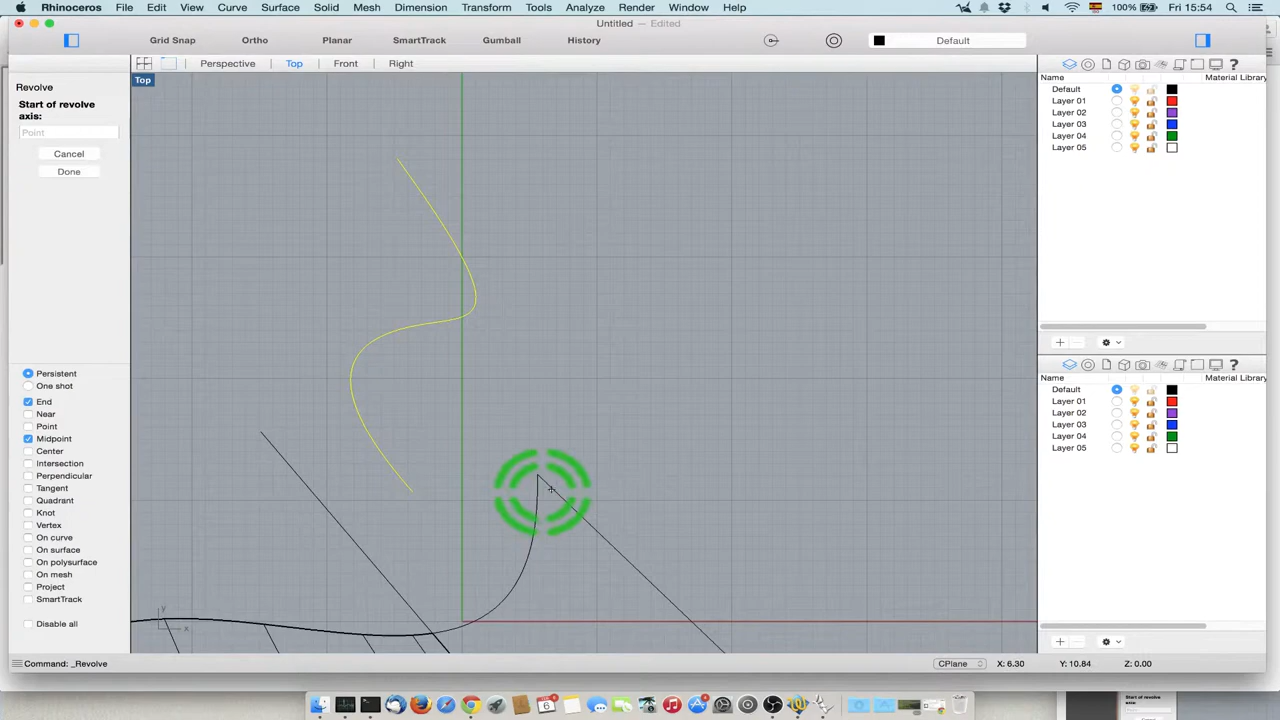 Rhinoceros File Edit View Curve Surface Solid Mesh Dimension Transform Tools Analyze Render Window Help 100% Fri 15:54
Untitled — Edited
Grid Snap Ortho Planar SmartTrack Gumball History Default
Perspective Top Front Right
Top
Revolve
Start of revolve axis:
Point
Cancel
Done
Persistent
One shot
End
Near
Point
Midpoint
Center
Intersection
Perpendicular
Tangent
Quadrant
Knot
Vertex
On curve
On surface
On polysurface
On mesh
Project
SmartTrack
Disable all
y
x
Name Material Library
Default
Layer 01
Layer 02
Layer 03
Layer 04
Layer 05
Name Material Library
Default
Layer 01
Layer 02
Layer 03
Layer 04
Layer 05
Command: _Revolve CPlane X: 6.30 Y: 10.84 Z: 0.00